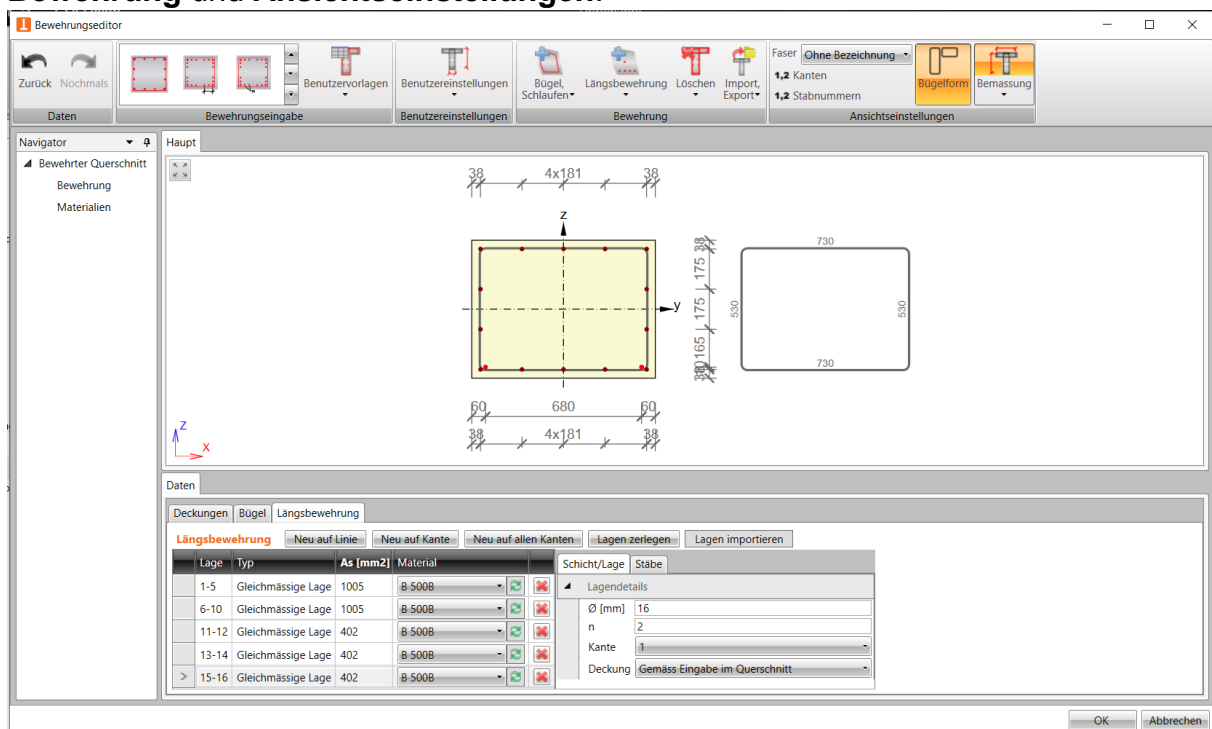 Bewehrung und Ansichtseinstellungen.
Bewehrungseditor
Zurück Nochmals
Daten
Benutzervorlagen
Bewehrungseingabe
Benutzereinstellungen
Benutzereinstellungen
Bügel, Schlaufen
Längsbewehrung
Löschen
Import, Export
Bewehrung
Faser Ohne Bezeichnung
1,2 Kanten
1,2 Stabnummern
Bügelform
Bemassung
Ansichtseinstellungen
Navigator
Bewehrter Querschnitt
Bewehrung
Materialien
Haupt
38 4x181 38
z
y
38
175
175
165
730
530
530
730
60 680 60
38 4x181 38
Z
X
Daten
Deckungen Bügel Längsbewehrung
Längsbewehrung Neu auf Linie Neu auf Kante Neu auf allen Kanten Lagen zerlegen Lagen importieren
Lage Typ As [mm2] Material
1-5 Gleichmässige Lage 1005 B 500B
6-10 Gleichmässige Lage 1005 B 500B
11-12 Gleichmässige Lage 402 B 500B
13-14 Gleichmässige Lage 402 B 500B
> 15-16 Gleichmässige Lage 402 B 500B
Schicht/Lage Stäbe
Lagendetails
Ø [mm] 16
n 2
Kante 1
Deckung Gemäss Eingabe im Querschnitt
OK Abbrechen